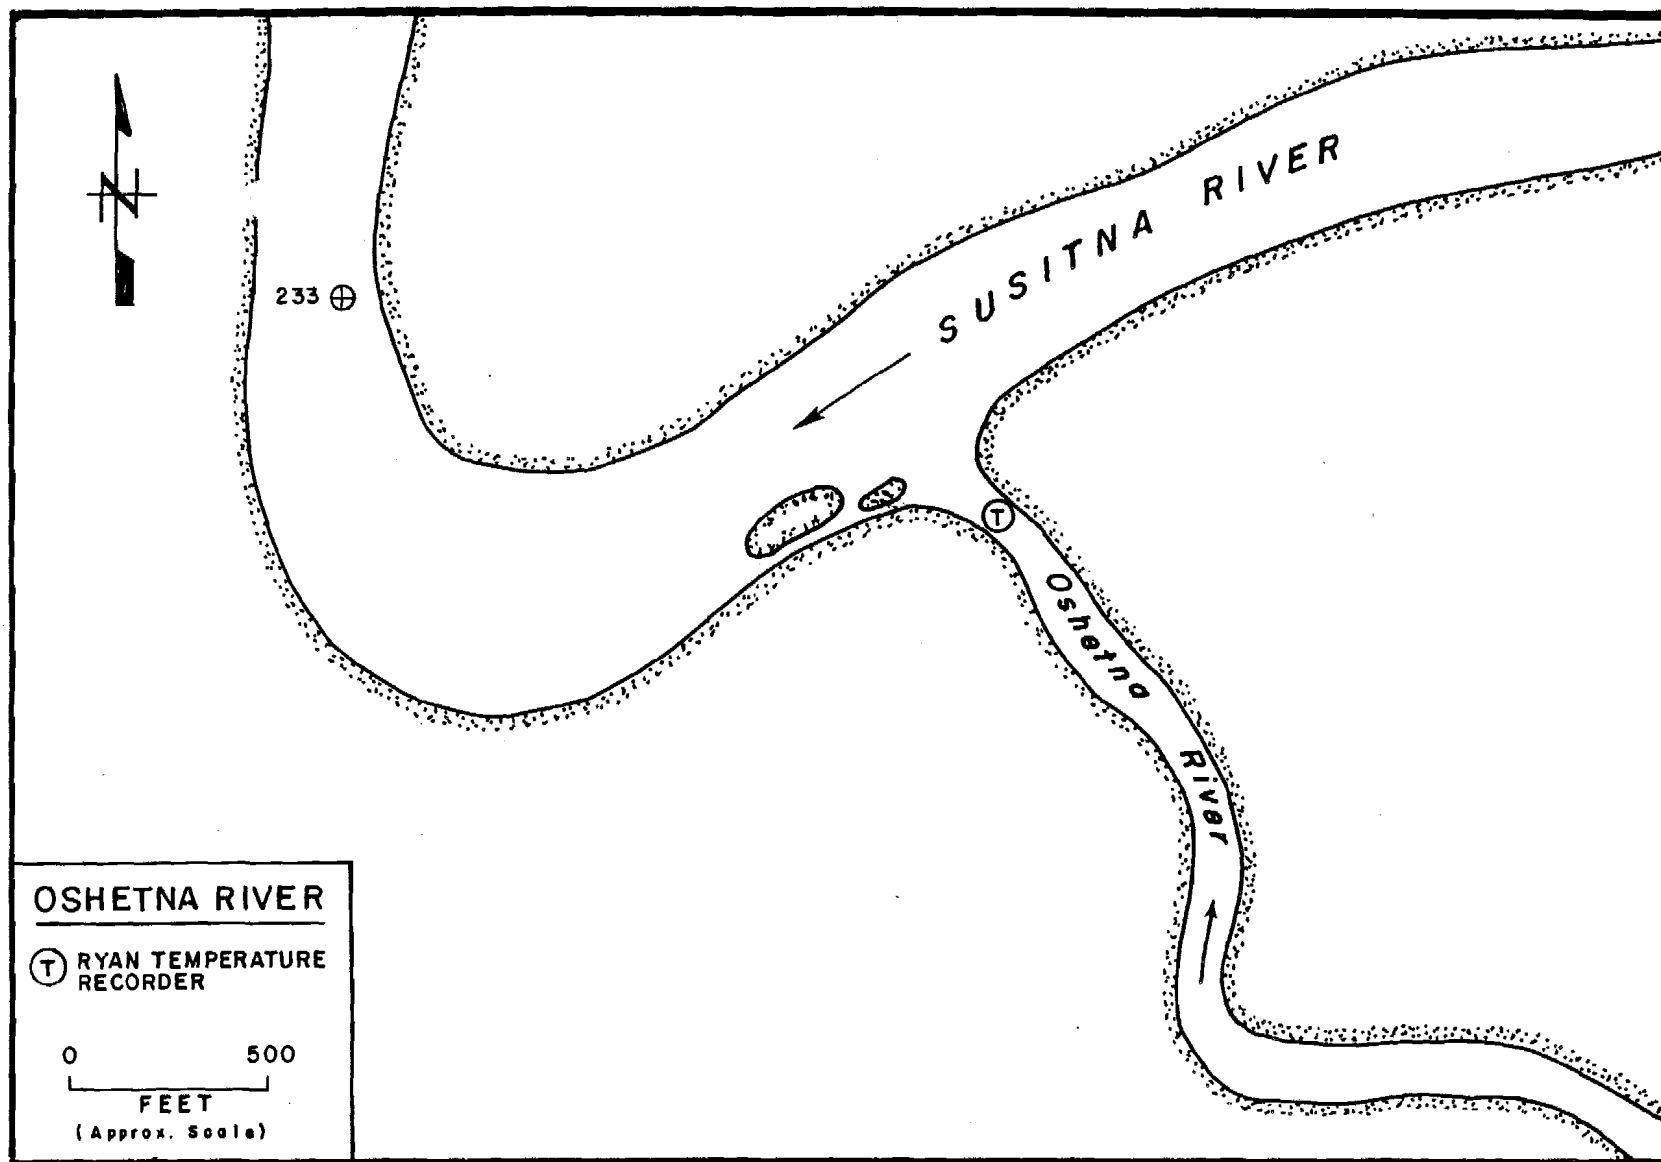 N
SUSITNA RIVER
233
T
Oshetna River
OSHETNA RIVER
T RYAN TEMPERATURE
RECORDER
0 500
FEET
(Approx. Scale)